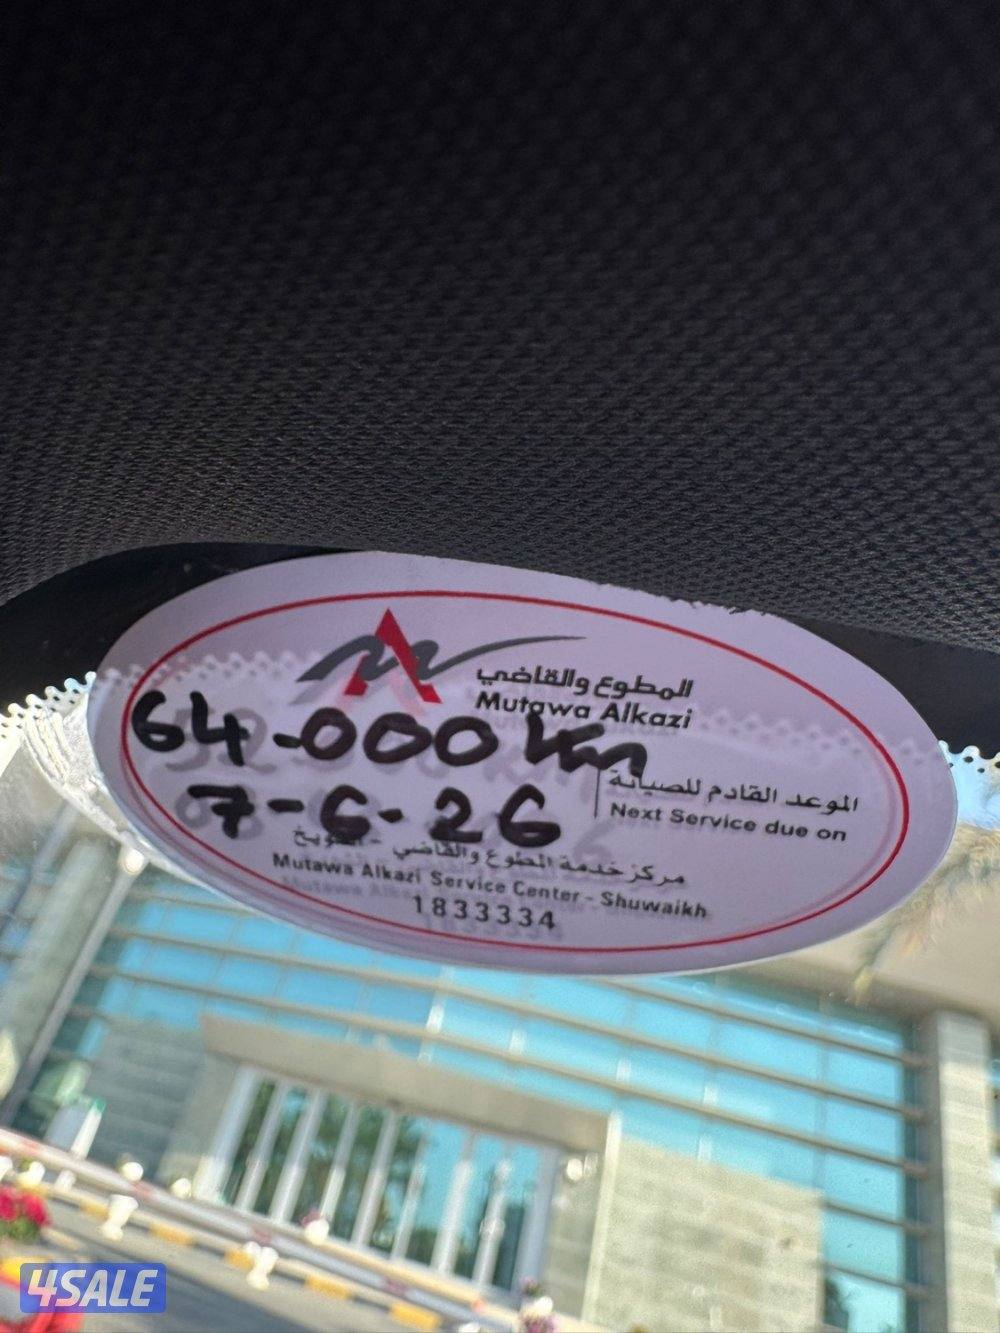 المطوع والقاضي
Mutawa Alkazi
64-000 km
الموعد القادم للصيانة
Next Service due on
7-6-26
مركز خدمة المطوع والقاضي - الشويخ
Mutawa Alkazi Service Center - Shuwaikh
1833334
4SALE